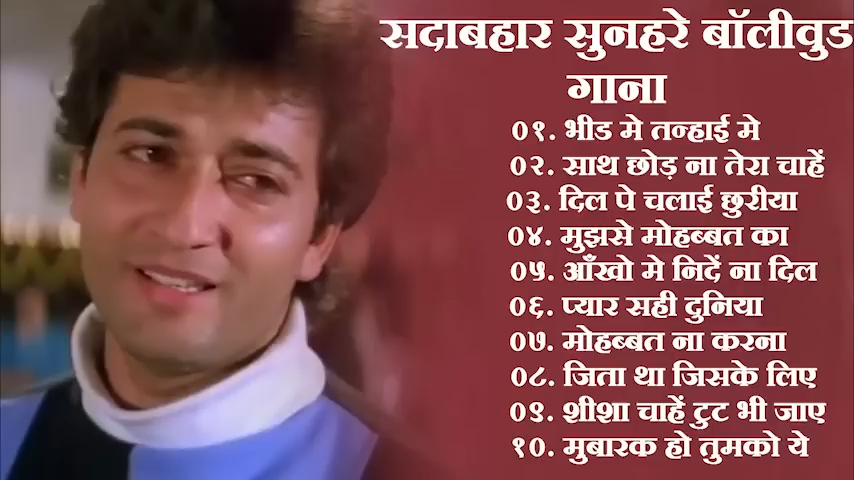 सदाबहार सुनहरे बॉलीवुड
गाना
०१. भीड मे तन्हाई मे
०२. साथ छोड़ ना तेरा चाहें
०३. दिल पे चलाई छुरीया
०४. मुझसे मोहब्बत का
०५. आँखो मे निदें ना दिल
०६. प्यार सही दुनिया
०७. मोहब्बत ना करना
०८. जिता था जिसके लिए
०९. शीशा चाहें टुट भी जाए
१०. मुबारक हो तुमको ये